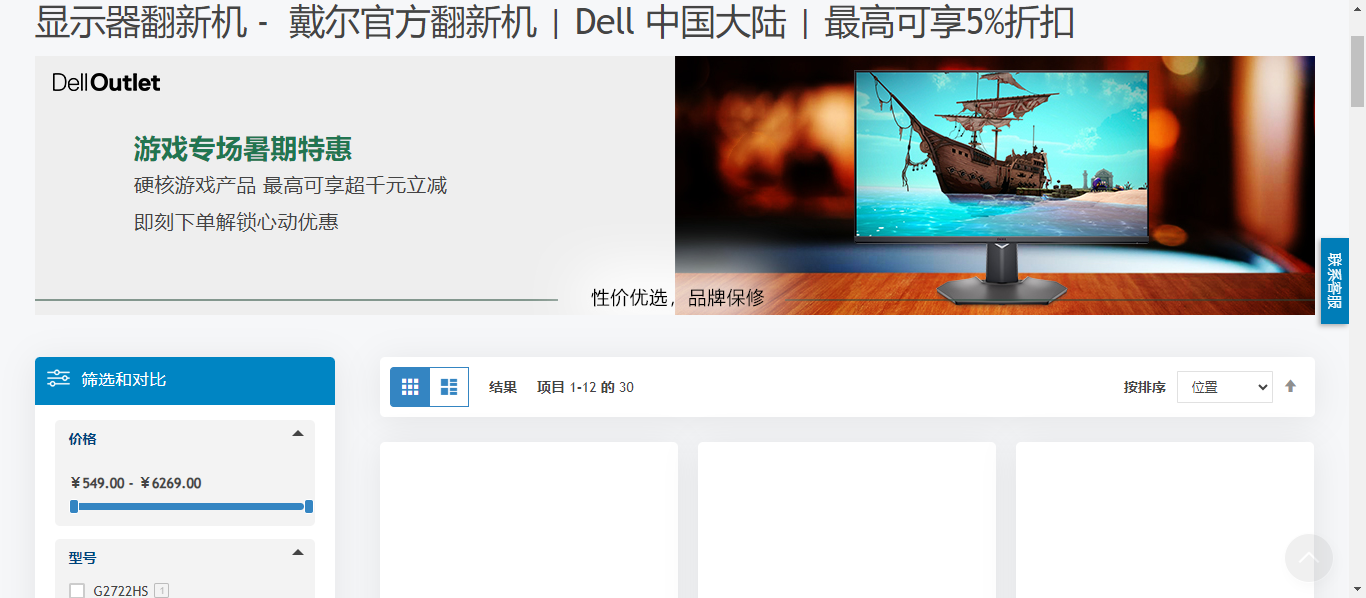 显示器翻新机 - 戴尔官方翻新机 | Dell 中国大陆 | 最高可享5%折扣
Dell Outlet
游戏专场暑期特惠
硬核游戏产品 最高可享超千元立减
即刻下单解锁心动优惠
性价优选，品牌保修
联系客服
筛选和对比
结果 项目 1-12 的 30
按排序 位置
价格
￥549.00 - ￥6269.00
型号
G2722HS 1